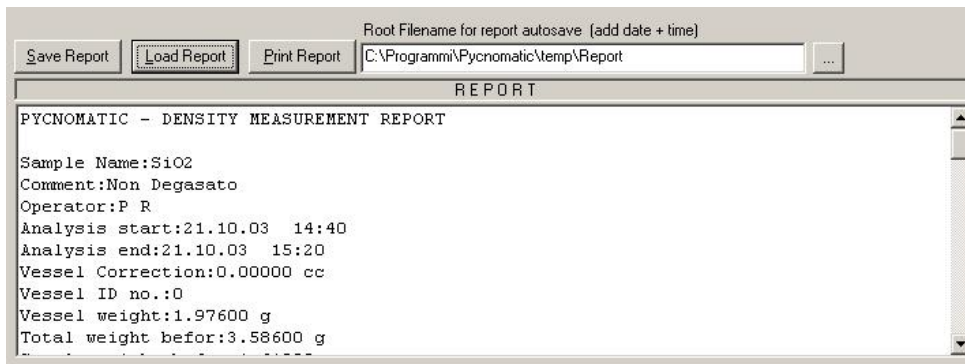 Root Filename for report autosave (add date + time)
Save Report Load Report Print Report C:\Programmi\Pycnomatic\temp\Report ...
REPORT
PYCNOMATIC - DENSITY MEASUREMENT REPORT
Sample Name:SiO2
Comment:Non Degasato
Operator:P R
Analysis start:21.10.03 14:40
Analysis end:21.10.03 15:20
Vessel Correction:0.00000 cc
Vessel ID no.:0
Vessel weight:1.97600 g
Total weight befor:3.58600 g